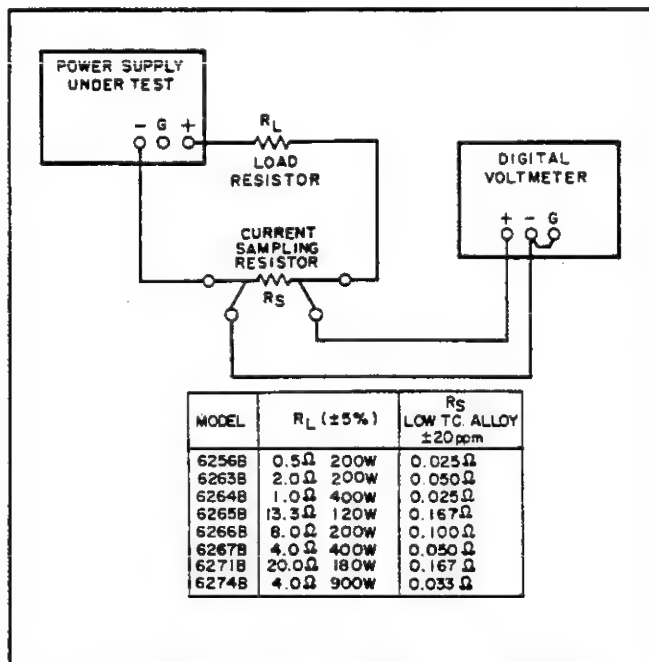 POWER SUPPLY
UNDER TEST
- G +
RL
LOAD
RESISTOR
DIGITAL
VOLTMETER
+ - G
CURRENT
SAMPLING
RESISTOR
RS
MODEL RL (±5%) RS LOW TC. ALLOY ±20ppm
6256B 0.5Ω 200W 0.025Ω
6263B 2.0Ω 200W 0.050Ω
6264B 1.0Ω 400W 0.025Ω
6265B 13.3Ω 120W 0.167Ω
6266B 8.0Ω 200W 0.100Ω
6267B 4.0Ω 400W 0.050Ω
6271B 20.0Ω 180W 0.167Ω
6274B 4.0Ω 900W 0.033Ω